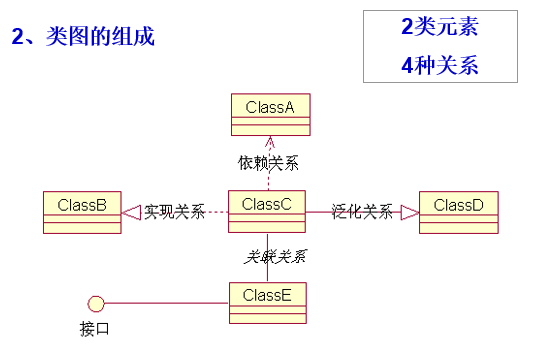 2、类图的组成
2类元素
4种关系
ClassA
依赖关系
ClassB
实现关系
ClassC
泛化关系
ClassD
关联关系
ClassE
接口